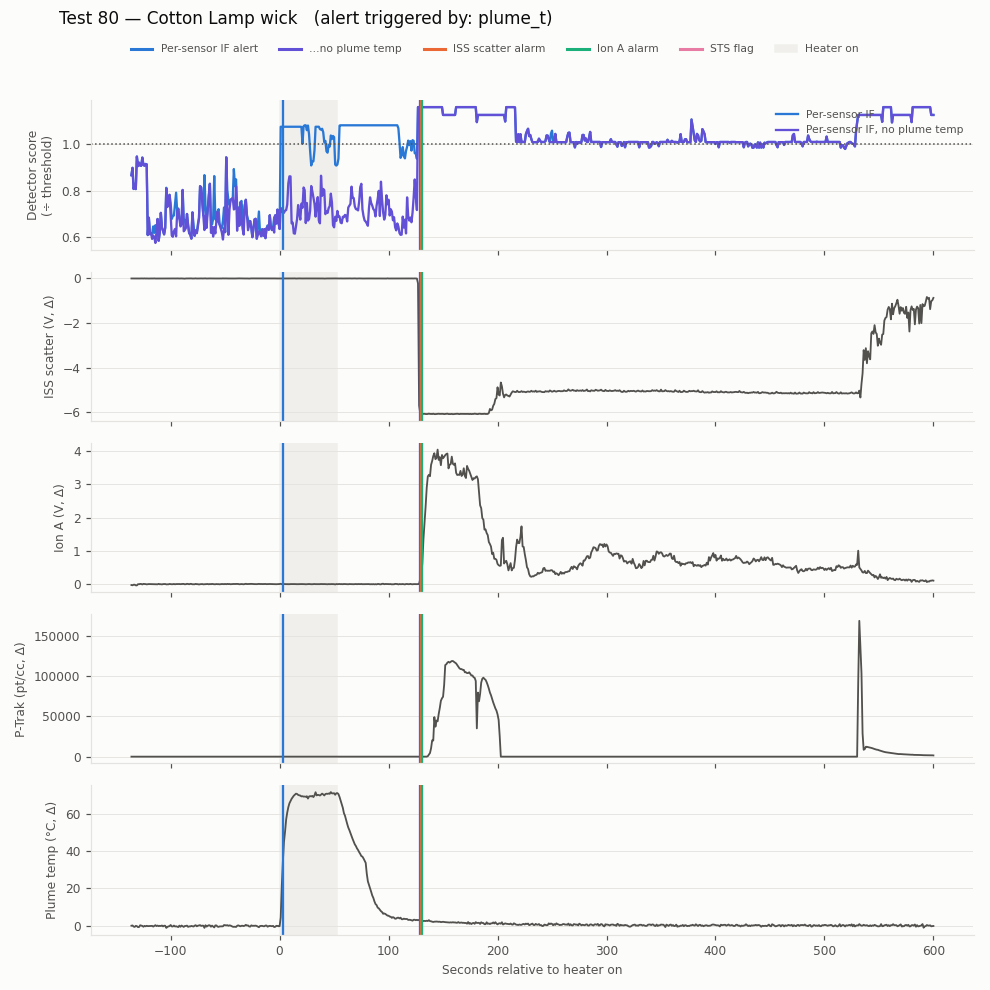 Test 80 — Cotton Lamp wick   (alert triggered by: plume_t)
Per-sensor IF alert
...no plume temp
ISS scatter alarm
Ion A alarm
STS flag
Heater on
Detector score
(÷ threshold)
1.0
0.8
0.6
Per-sensor IF
Per-sensor IF, no plume temp
ISS scatter (V, Δ)
0
−2
−4
−6
Ion A (V, Δ)
4
3
2
1
0
P-Trak (pt/cc, Δ)
150000
100000
50000
0
Plume temp (°C, Δ)
60
40
20
0
−100
0
100
200
300
400
500
600
Seconds relative to heater on